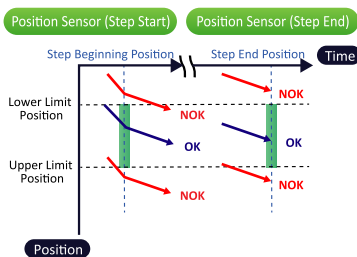 Position Sensor (Step Start)
Position Sensor (Step End)
Step Beginning Position
Step End Position
Time
Lower Limit
Position
NOK
NOK
OK
OK
Upper Limit
Position
NOK
NOK
Position